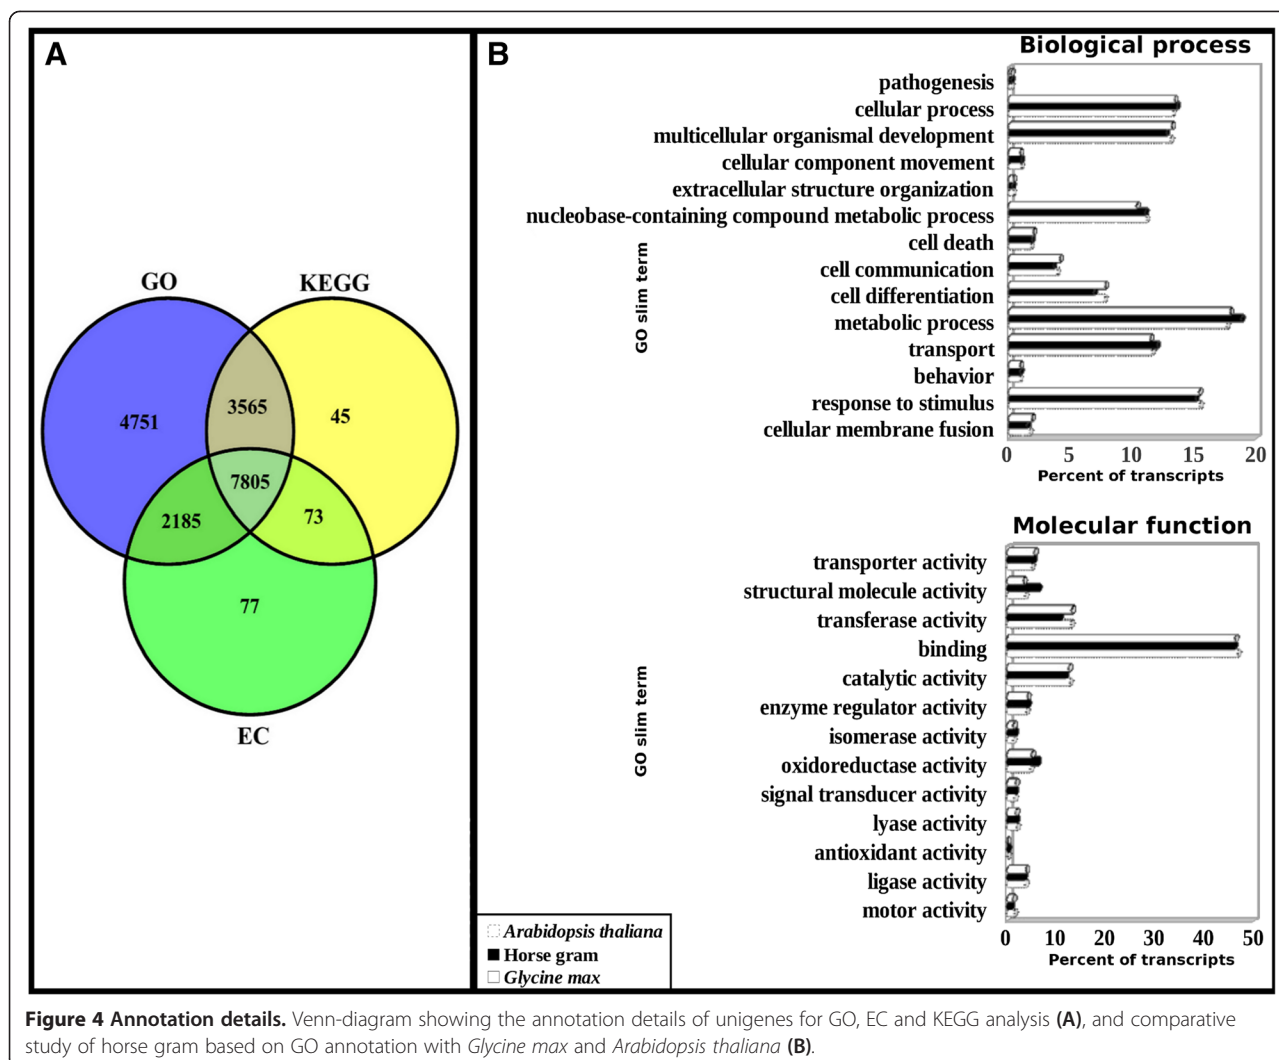 A
GO
KEGG
4751
3565
45
7805
2185
73
77
EC
B
Biological process
GO slim term
pathogenesis
cellular process
multicellular organismal development
cellular component movement
extracellular structure organization
nucleobase-containing compound metabolic process
cell death
cell communication
cell differentiation
metabolic process
transport
behavior
response to stimulus
cellular membrane fusion
0 5 10 15 20
Percent of transcripts
Molecular function
GO slim term
transporter activity
structural molecule activity
transferase activity
binding
catalytic activity
enzyme regulator activity
isomerase activity
oxidoreductase activity
signal transducer activity
lyase activity
antioxidant activity
ligase activity
motor activity
0 10 20 30 40 50
Percent of transcripts
Arabidopsis thaliana
Horse gram
Glycine max
Figure 4 Annotation details. Venn-diagram showing the annotation details of unigenes for GO, EC and KEGG analysis (A), and comparative
study of horse gram based on GO annotation with Glycine max and Arabidopsis thaliana (B).